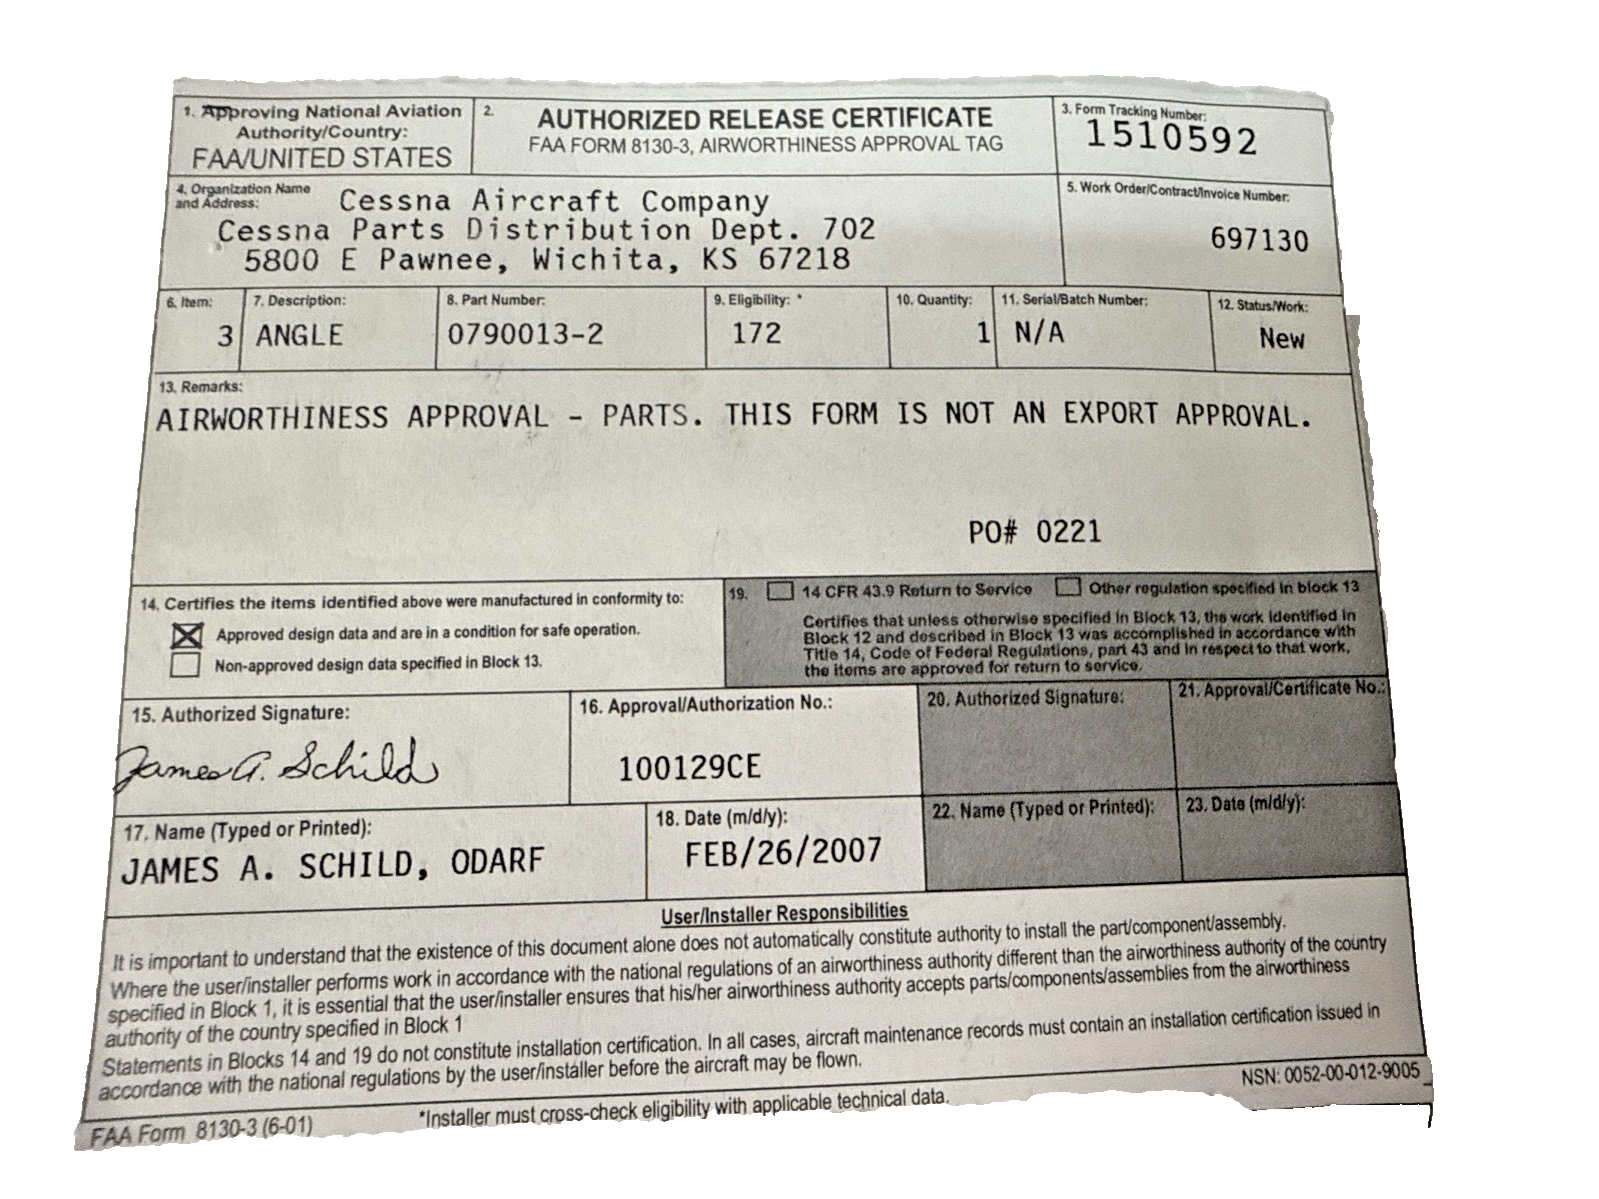 1. Approving National Aviation
Authority/Country:
FAA/UNITED STATES
2.
AUTHORIZED RELEASE CERTIFICATE
FAA FORM 8130-3, AIRWORTHINESS APPROVAL TAG
3. Form Tracking Number:
1510592
4. Organization Name
and Address:
Cessna Aircraft Company
Cessna Parts Distribution Dept. 702
5800 E Pawnee, Wichita, KS 67218
5. Work Order/Contract/Invoice Number:
697130
6. Item:
3
7. Description:
ANGLE
8. Part Number:
0790013-2
9. Eligibility: *
172
10. Quantity:
1
11. Serial/Batch Number:
N/A
12. Status/Work:
New
13. Remarks:
AIRWORTHINESS APPROVAL - PARTS. THIS FORM IS NOT AN EXPORT APPROVAL.
PO# 0221
14. Certifies the items identified above were manufactured in conformity to:
Approved design data and are in a condition for safe operation.
Non-approved design data specified in Block 13.
19. 14 CFR 43.9 Return to Service Other regulation specified in block 13
Certifies that unless otherwise specified in Block 13, the work identified in
Block 12 and described in Block 13 was accomplished in accordance with
Title 14, Code of Federal Regulations, part 43 and in respect to that work,
the items are approved for return to service.
15. Authorized Signature:
James A. Schild
16. Approval/Authorization No.:
100129CE
20. Authorized Signature:
21. Approval/Certificate No.:
17. Name (Typed or Printed):
JAMES A. SCHILD, ODARF
18. Date (m/d/y):
FEB/26/2007
22. Name (Typed or Printed):
23. Date (m/d/y):
User/Installer Responsibilities
It is important to understand that the existence of this document alone does not automatically constitute authority to install the part/component/assembly.
Where the user/installer performs work in accordance with the national regulations of an airworthiness authority different than the airworthiness authority of the country
specified in Block 1, it is essential that the user/installer ensures that his/her airworthiness authority accepts parts/components/assemblies from the airworthiness
authority of the country specified in Block 1
Statements in Blocks 14 and 19 do not constitute installation certification. In all cases, aircraft maintenance records must contain an installation certification issued in
accordance with the national regulations by the user/installer before the aircraft may be flown.
NSN: 0052-00-012-9005
FAA Form 8130-3 (6-01)
*Installer must cross-check eligibility with applicable technical data.